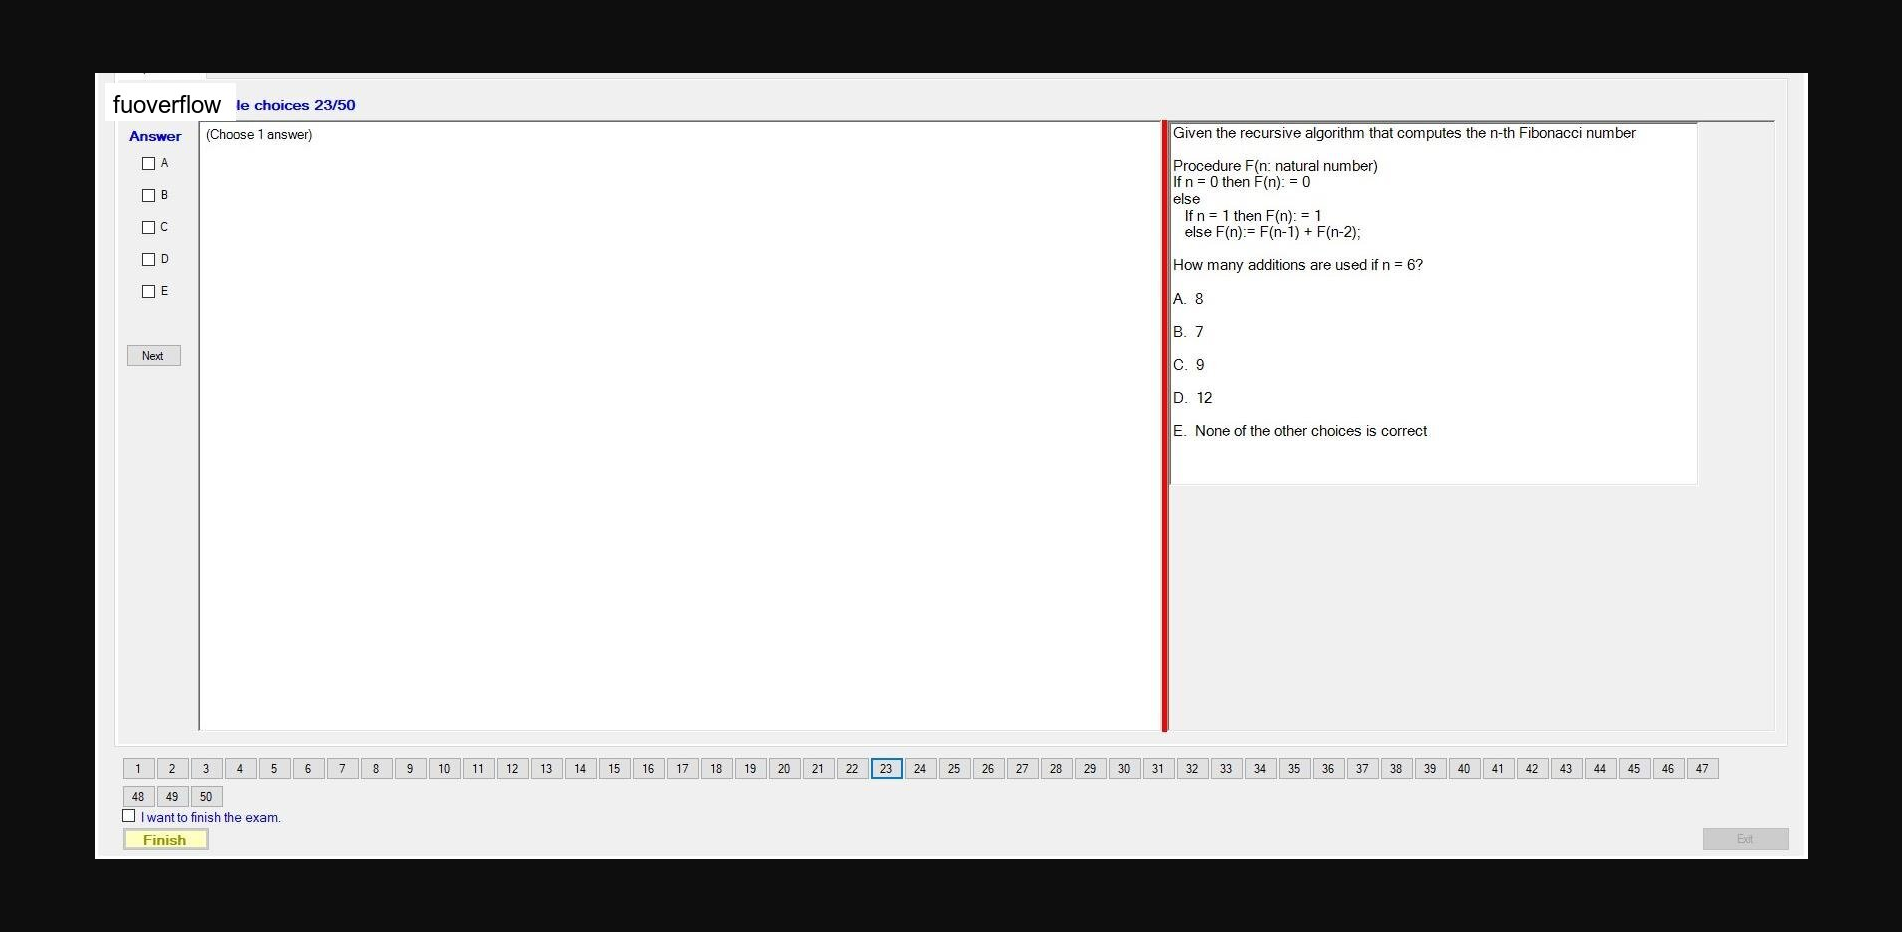 fuoverflow
le choices 23/50
Answer
(Choose 1 answer)
A
B
C
D
E
Next
Given the recursive algorithm that computes the n-th Fibonacci number
Procedure F(n: natural number)
If n = 0 then F(n): = 0
else
If n = 1 then F(n): = 1
else F(n):= F(n-1) + F(n-2);
How many additions are used if n = 6?
A. 8
B. 7
C. 9
D. 12
E. None of the other choices is correct
1 2 3 4 5 6 7 8 9 10 11 12 13 14 15 16 17 18 19 20 21 22 23 24 25 26 27 28 29 30 31 32 33 34 35 36 37 38 39 40 41 42 43 44 45 46 47
48 49 50
I want to finish the exam.
Finish
Exit